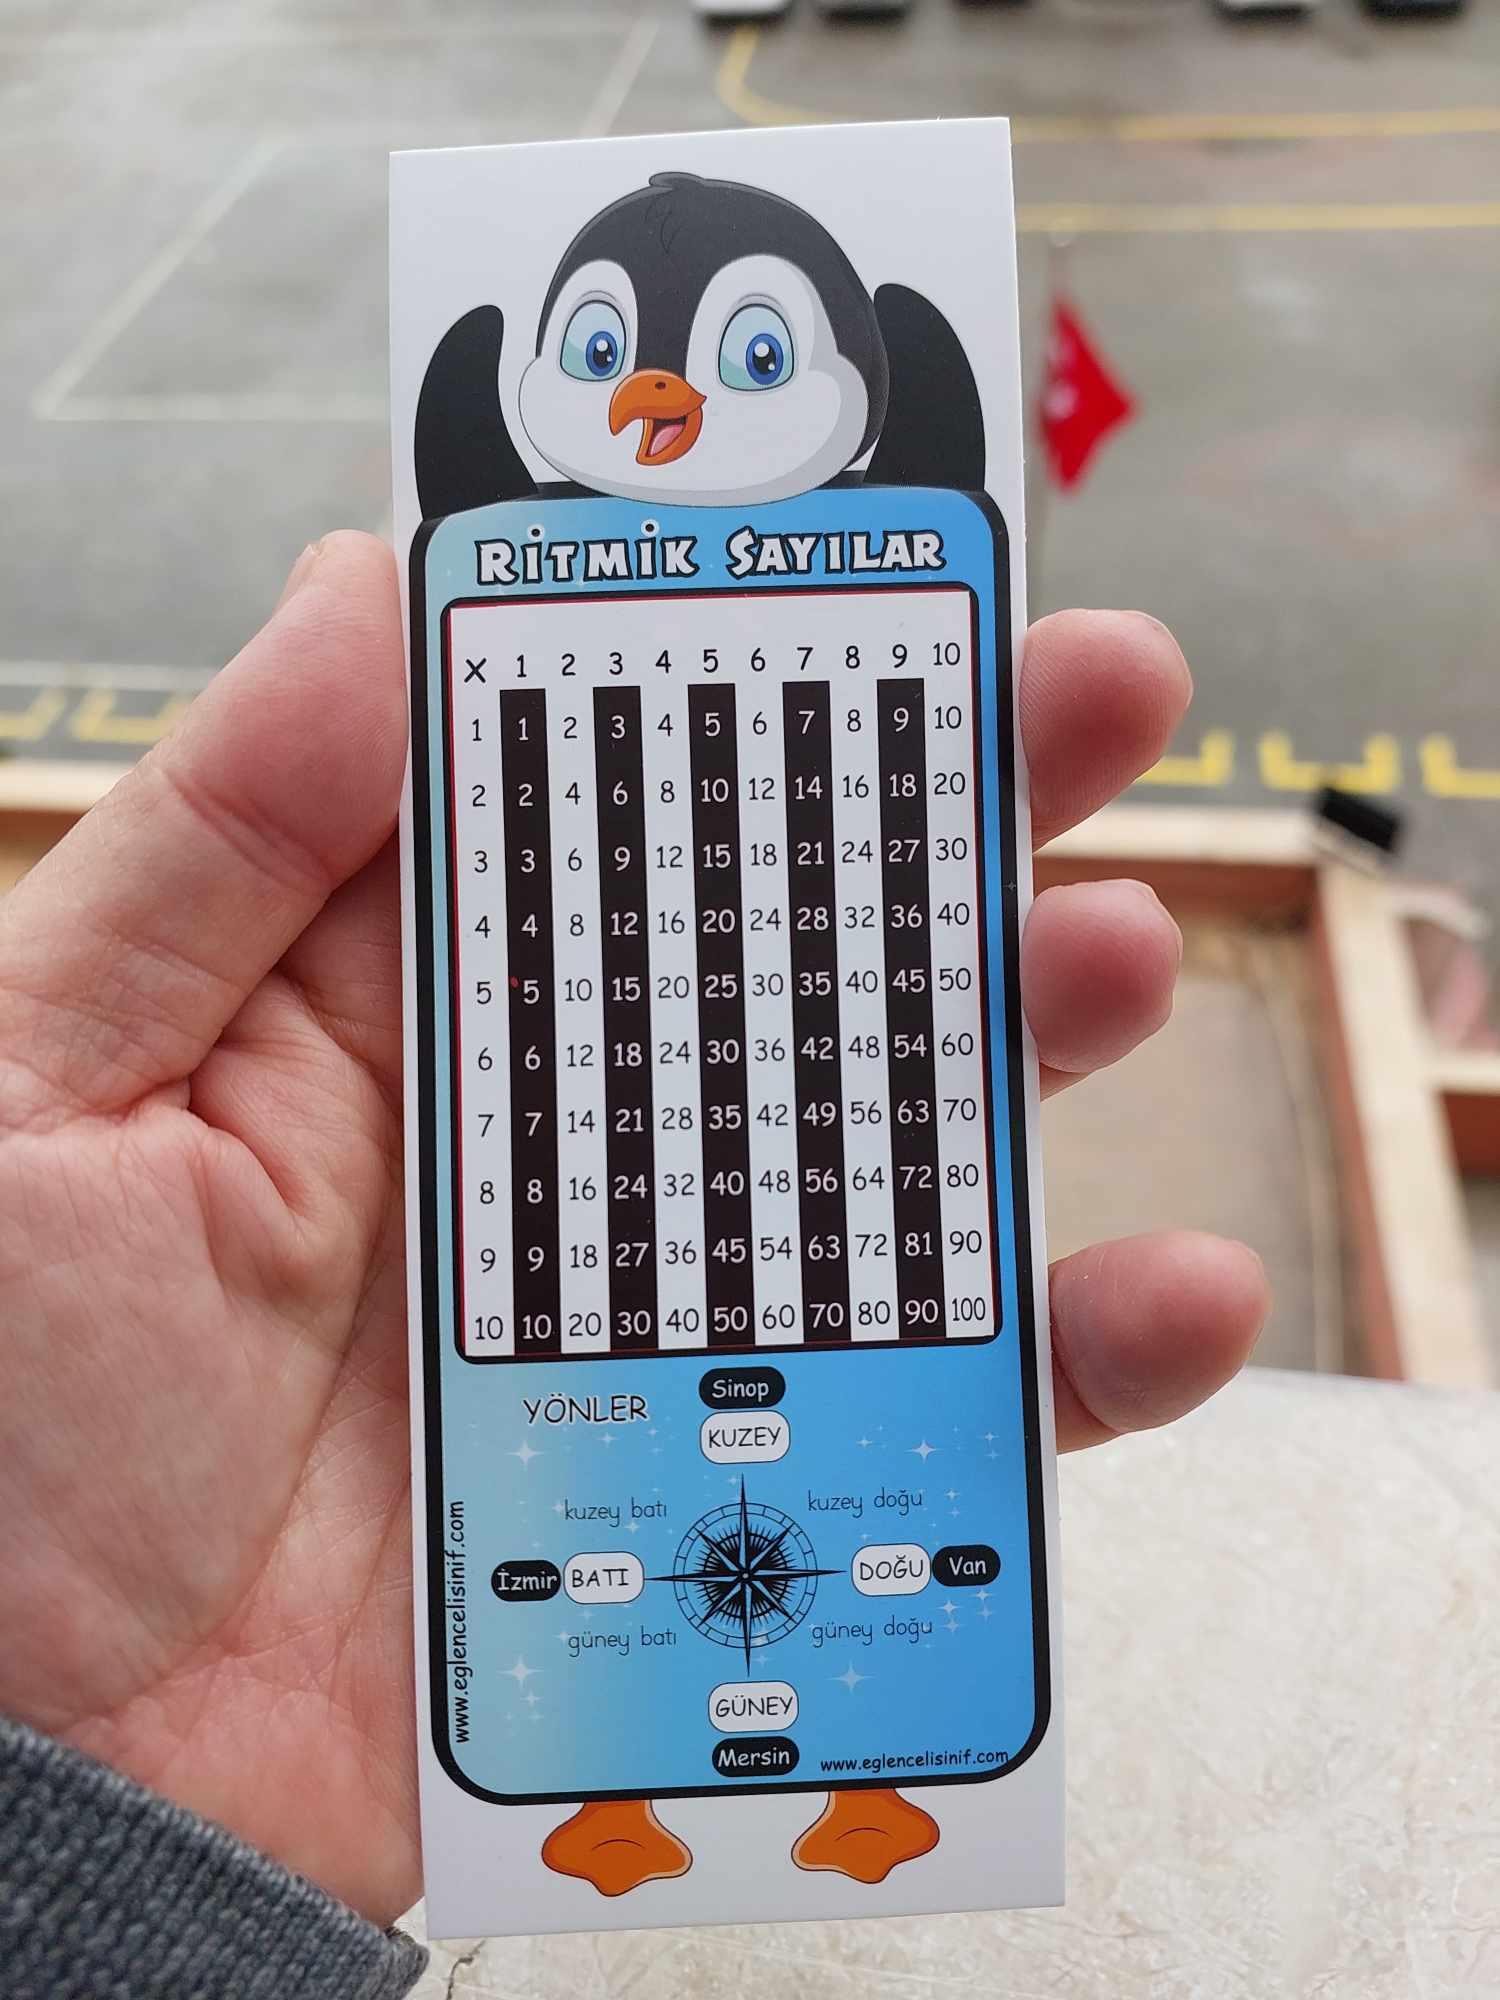 RİTMİK SAYILAR
X 1 2 3 4 5 6 7 8 9 10
1 1 2 3 4 5 6 7 8 9 10
2 2 4 6 8 10 12 14 16 18 20
3 3 6 9 12 15 18 21 24 27 30
4 4 8 12 16 20 24 28 32 36 40
5 5 10 15 20 25 30 35 40 45 50
6 6 12 18 24 30 36 42 48 54 60
7 7 14 21 28 35 42 49 56 63 70
8 8 16 24 32 40 48 56 64 72 80
9 9 18 27 36 45 54 63 72 81 90
10 10 20 30 40 50 60 70 80 90 100
YÖNLER
Sinop
KUZEY
kuzey batı
kuzey doğu
İzmir BATI
DOĞU Van
güney batı
güney doğu
GÜNEY
Mersin
www.eglencelisinif.com
www.eglencelisinif.com